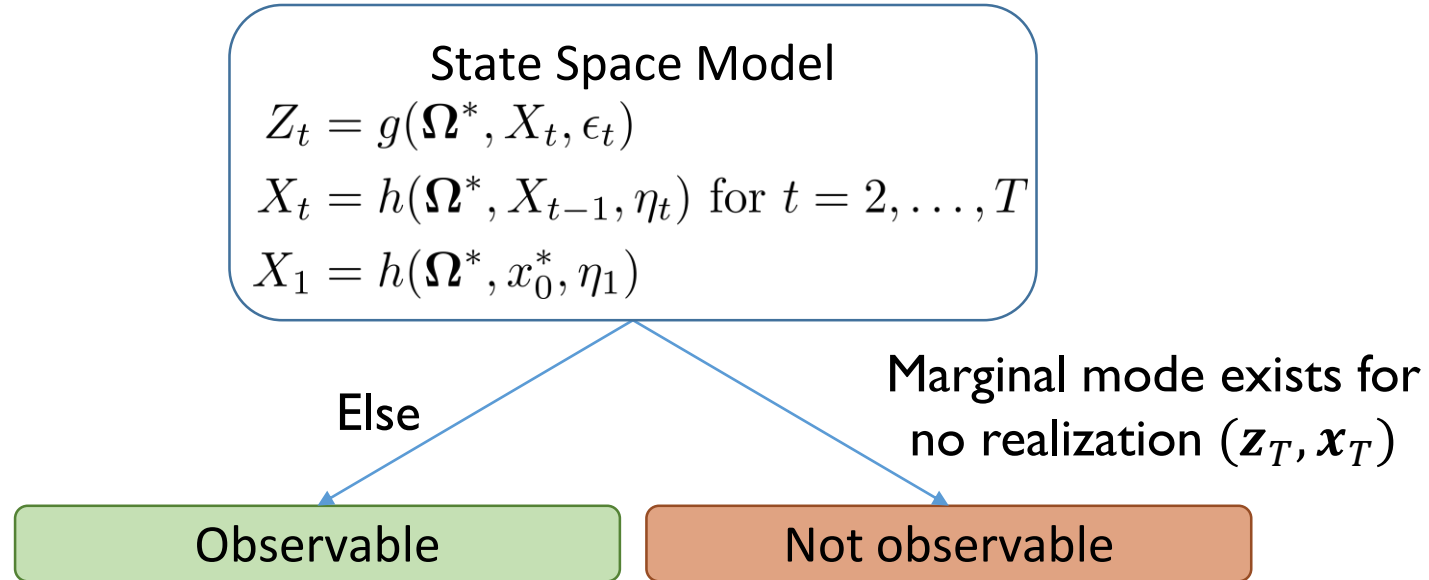 State Space Model
Z_t = g(Ω*, X_t, ϵ_t)
X_t = h(Ω*, X_{t−1}, η_t) for t = 2, . . . , T
X_1 = h(Ω*, x_0^*, η_1)
Else
Marginal mode exists for
no realization (z_T, x_T)
Observable
Not observable